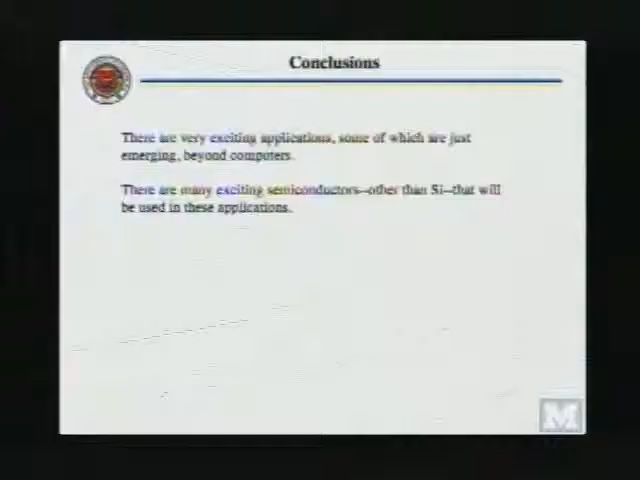 Conclusions
There are very exciting applications, some of which are just
emerging, beyond computers.
There are many exciting semiconductors--other than Si--that will
be used in these applications.
M